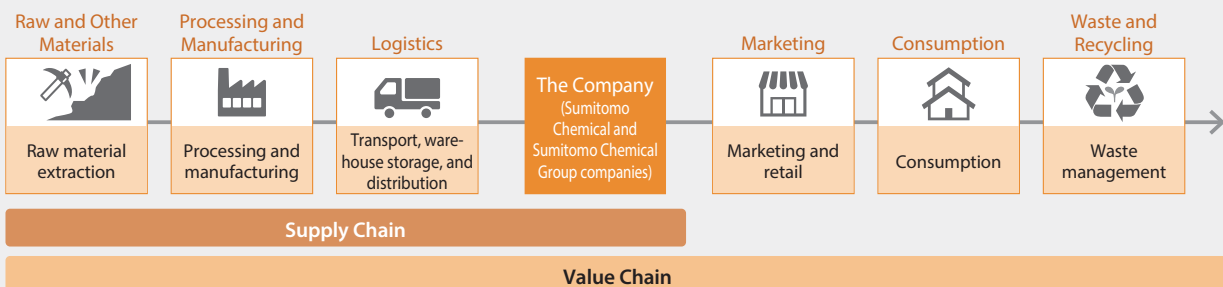 Raw and Other
Materials
Processing and
Manufacturing
Logistics
Marketing
Consumption
Waste and
Recycling
Raw material
extraction
Processing and
manufacturing
Transport, ware-
house storage, and
distribution
The Company
(Sumitomo
Chemical and
Sumitomo Chemical
Group companies)
Marketing and
retail
Consumption
Waste
management
Supply Chain
Value Chain